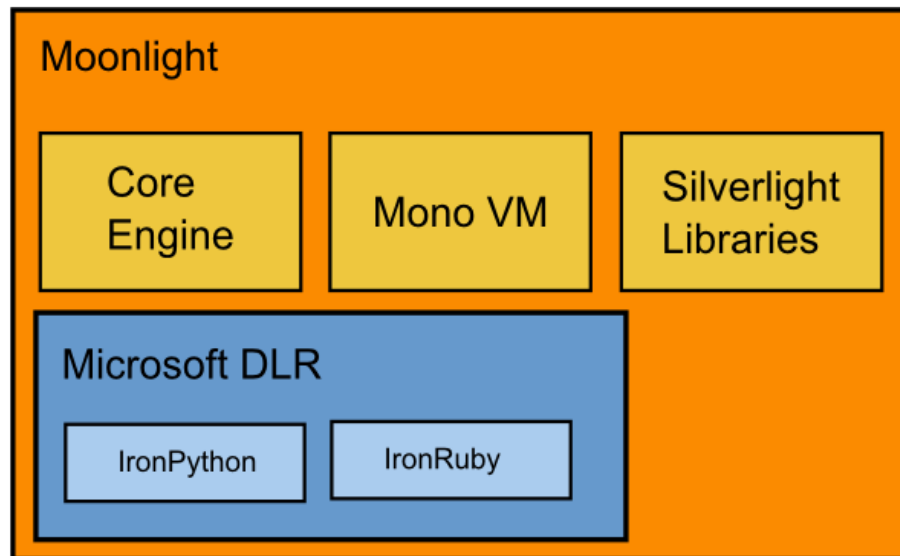 Moonlight
Core
Engine
Mono VM
Silverlight
Libraries
Microsoft DLR
IronPython
IronRuby